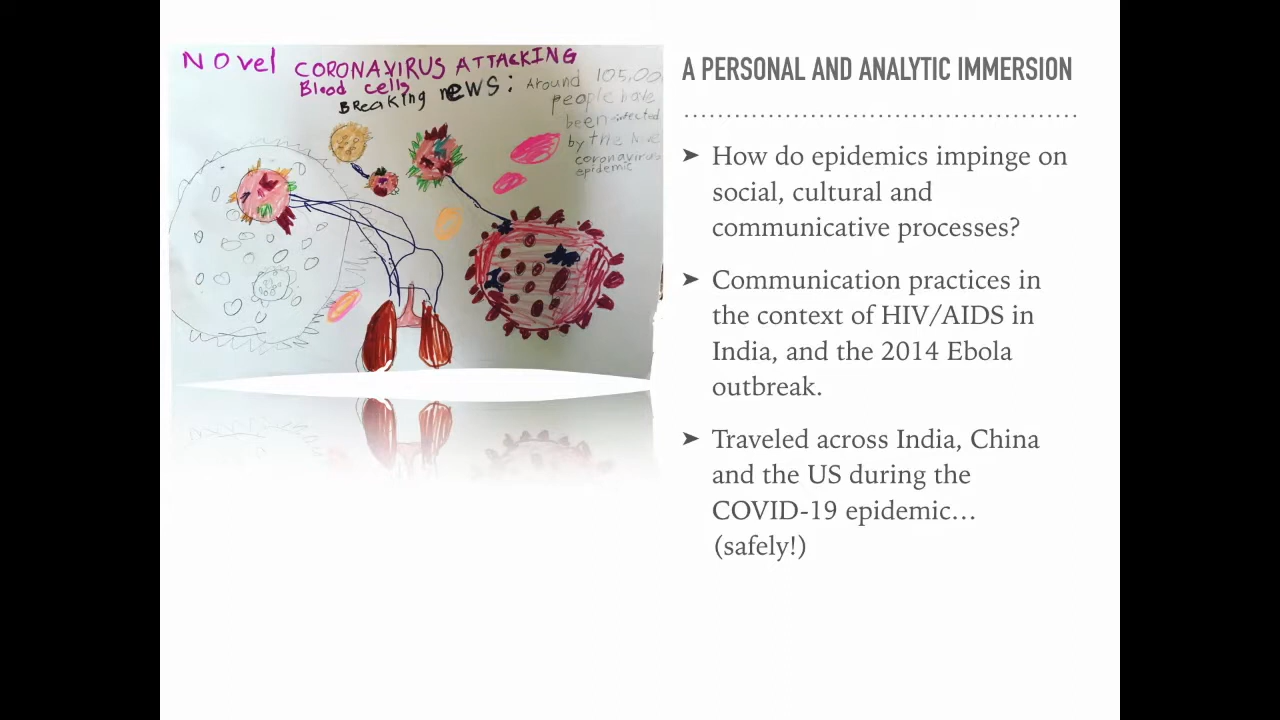 Novel CORONAVIRUS ATTACKING
Blood cells
BReaking news: Around 105,00
people have
been infected
by the
coronavirus
epidemic
A PERSONAL AND ANALYTIC IMMERSION
➤ How do epidemics impinge on
social, cultural and
communicative processes?
➤ Communication practices in
the context of HIV/AIDS in
India, and the 2014 Ebola
outbreak.
➤ Traveled across India, China
and the US during the
COVID-19 epidemic…
(safely!)